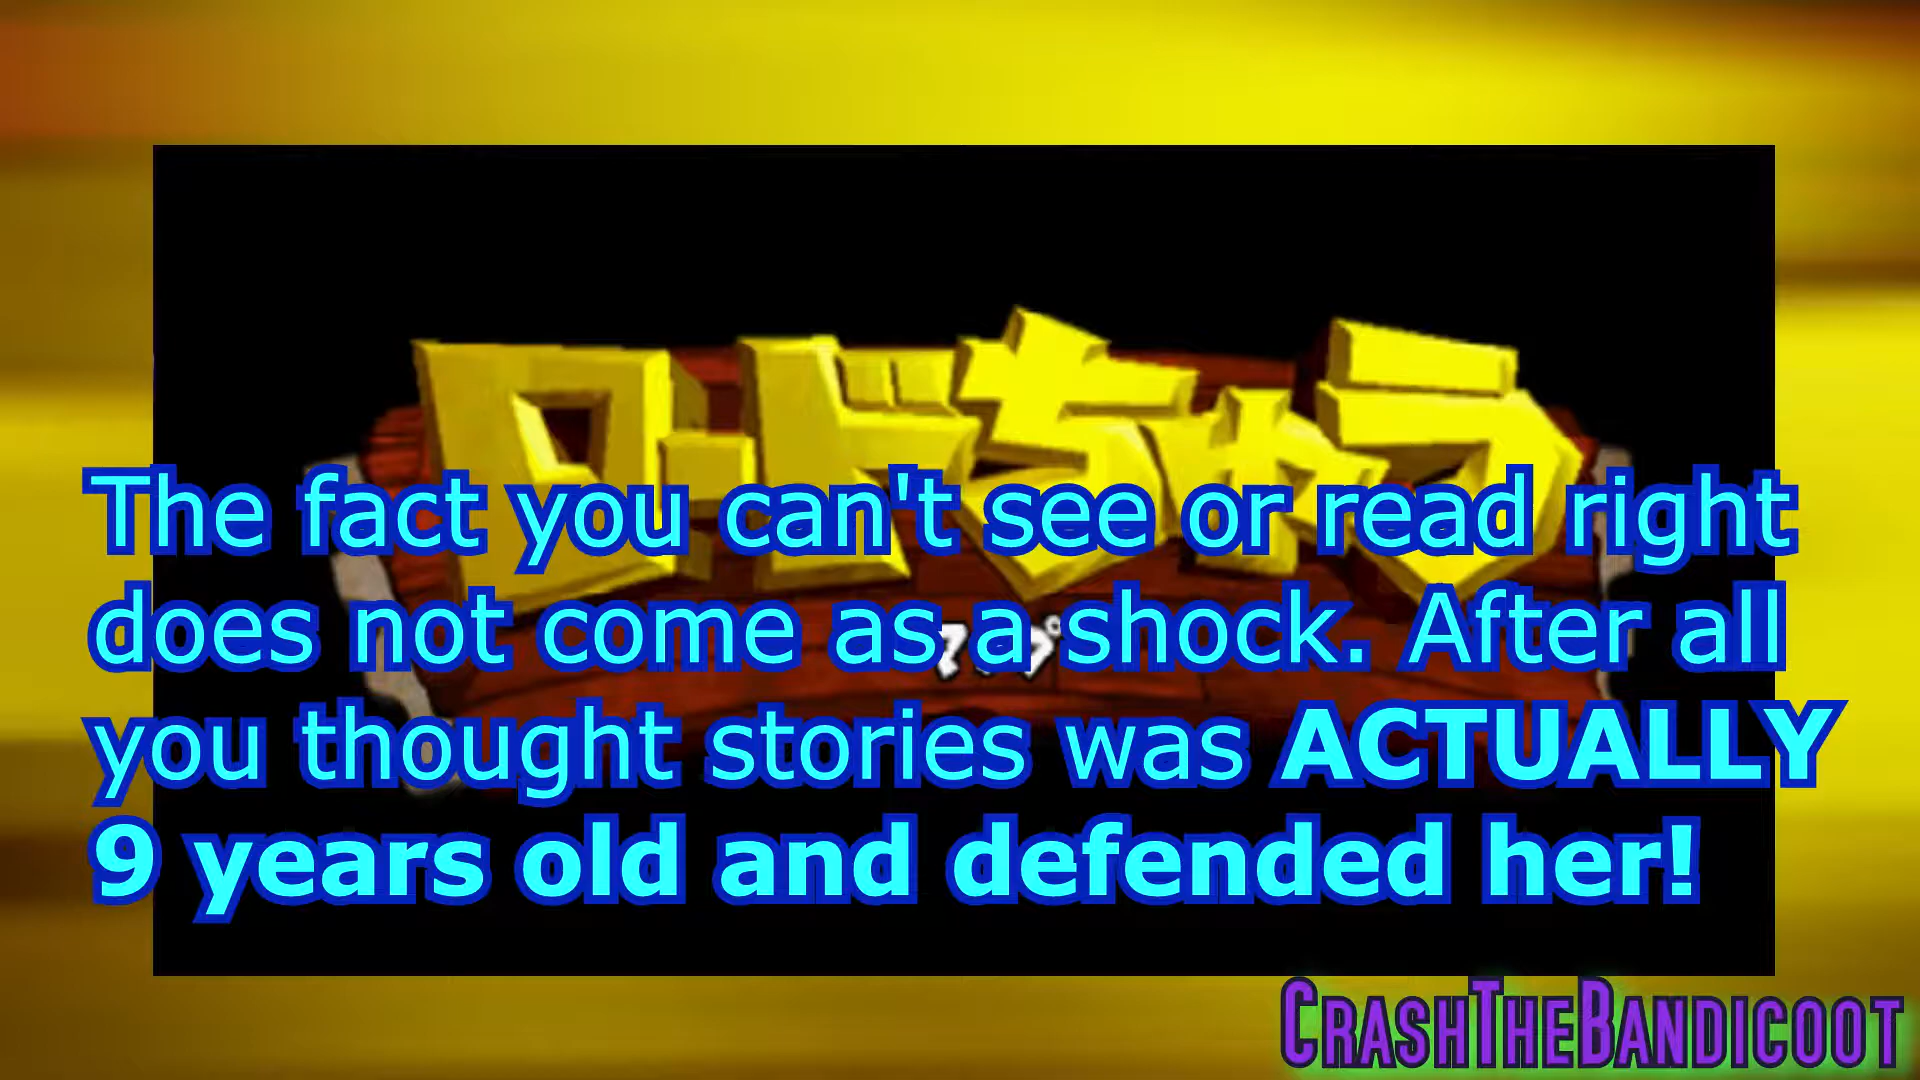 ロードちゅう
The fact you can't see or read right
does not come as a shock. After all
you thought stories was ACTUALLY
9 years old and defended her!
CRASHTHEBANDICOOT